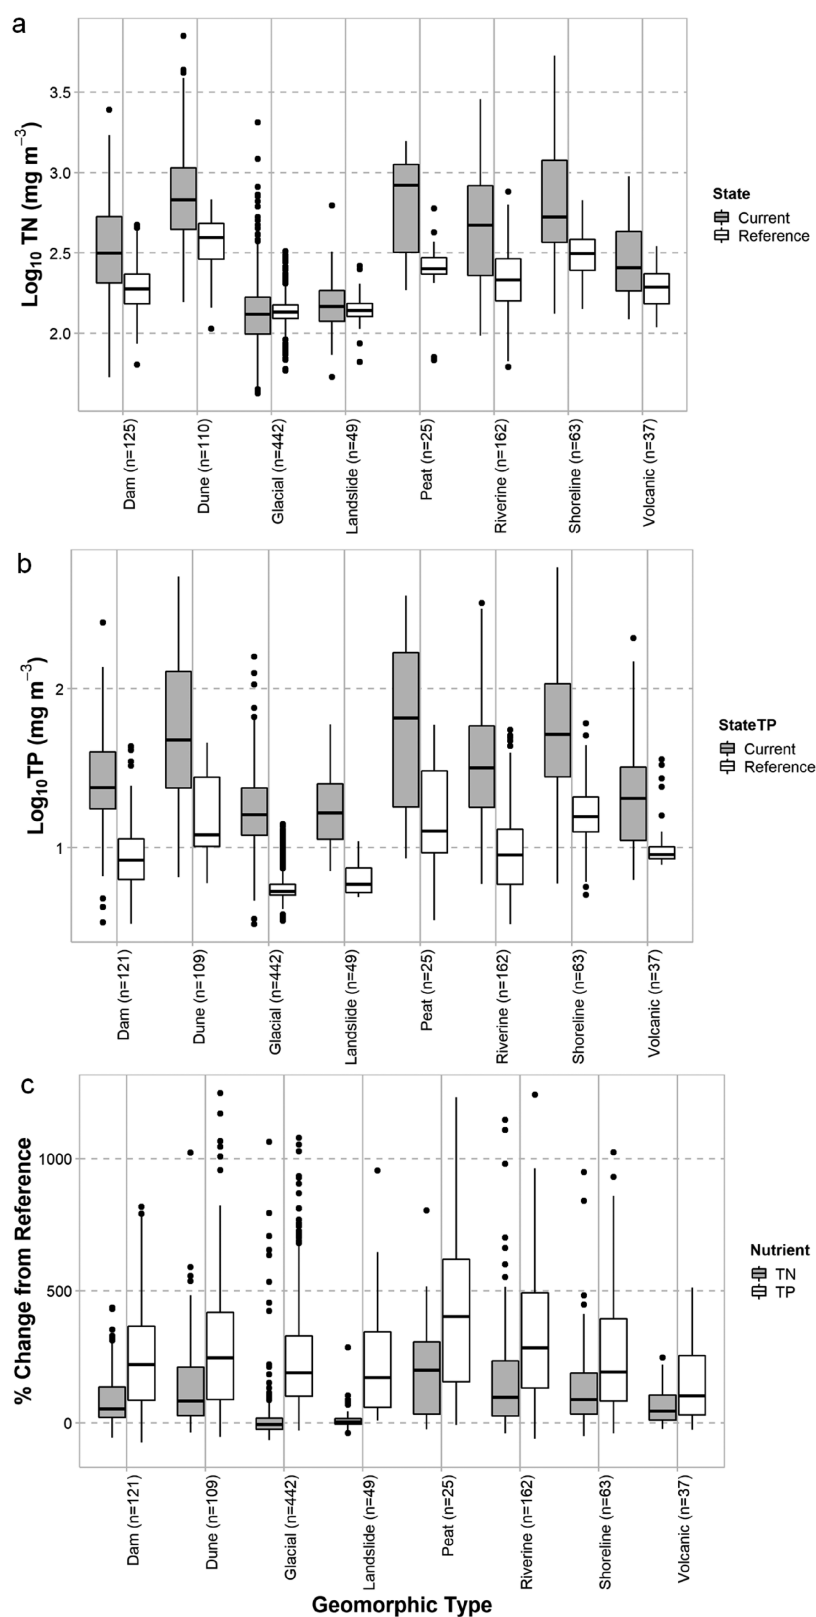 a
Log10 TN (mg m−3)
3.5
3.0
2.5
2.0
Dam (n=125)
Dune (n=110)
Glacial (n=442)
Landslide (n=49)
Peat (n=25)
Riverine (n=162)
Shoreline (n=63)
Volcanic (n=37)
State
Current
Reference
b
Log10TP (mg m−3)
2
1
Dam (n=121)
Dune (n=109)
Glacial (n=442)
Landslide (n=49)
Peat (n=25)
Riverine (n=162)
Shoreline (n=63)
Volcanic (n=37)
StateTP
Current
Reference
c
% Change from Reference
1000
500
0
Dam (n=121)
Dune (n=109)
Glacial (n=442)
Landslide (n=49)
Peat (n=25)
Riverine (n=162)
Shoreline (n=63)
Volcanic (n=37)
Nutrient
TN
TP
Geomorphic Type